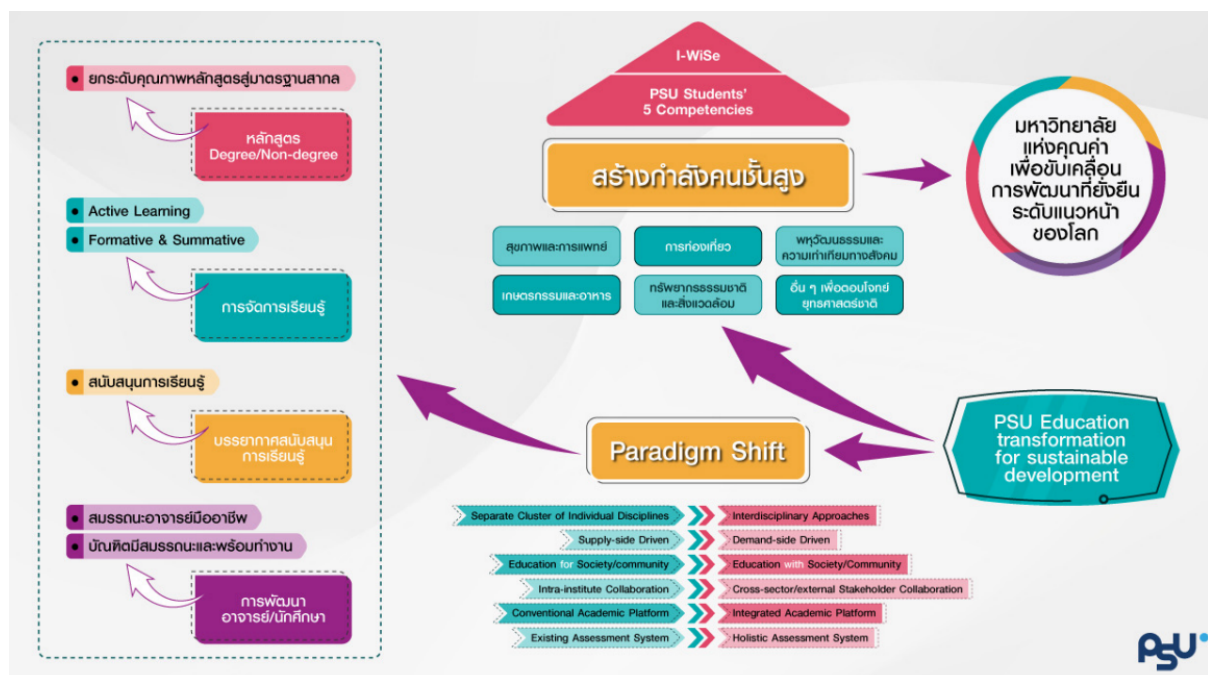 ยกระดับคุณภาพหลักสูตรสู่มาตรฐานสากล
หลักสูตร
Degree/Non-degree
Active Learning
Formative & Summative
การจัดการเรียนรู้
สนับสนุนการเรียนรู้
บรรยากาศสนับสนุน
การเรียนรู้
สมรรถนะอาจารย์มืออาชีพ
บัณฑิตมีสมรรถนะและพร้อมทำงาน
การพัฒนา
อาจารย์/นักศึกษา
I-WiSe
PSU Students'
5 Competencies
สร้างกำลังคนชั้นสูง
สุขภาพและการแพทย์
การท่องเที่ยว
พหุวัฒนธรรมและ
ความเท่าเทียมทางสังคม
เกษตรกรรมและอาหาร
ทรัพยากรธรรมชาติ
และสิ่งแวดล้อม
อื่น ๆ เพื่อตอบโจทย์
ยุทธศาสตร์ชาติ
มหาวิทยาลัย
แห่งคุณค่า
เพื่อขับเคลื่อน
การพัฒนาที่ยั่งยืน
ระดับแนวหน้า
ของโลก
PSU Education
transformation
for sustainable
development
Paradigm Shift
Separate Cluster of Individual Disciplines
Interdisciplinary Approaches
Supply-side Driven
Demand-side Driven
Education for Society/community
Education with Society/Community
Intra-institute Collaboration
Cross-sector/external Stakeholder Collaboration
Conventional Academic Platform
Integrated Academic Platform
Existing Assessment System
Holistic Assessment System
PSU